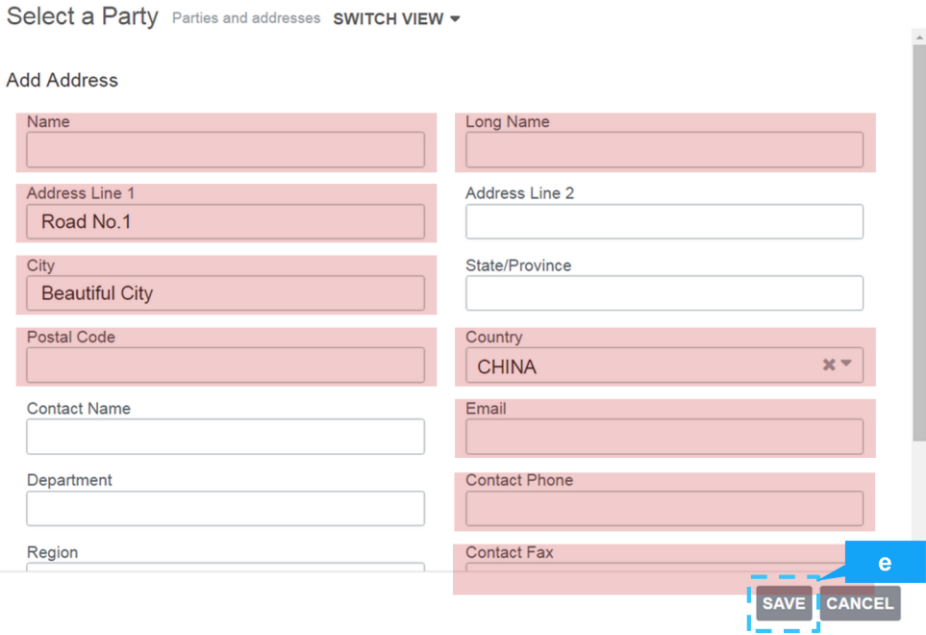 Select a Party Parties and addresses SWITCH VIEW
Add Address
Name Long Name
Address Line 1 Address Line 2
Road No.1
City State/Province
Beautiful City
Postal Code Country
CHINA
Contact Name Email
Department Contact Phone
Region Contact Fax
e
SAVE CANCEL